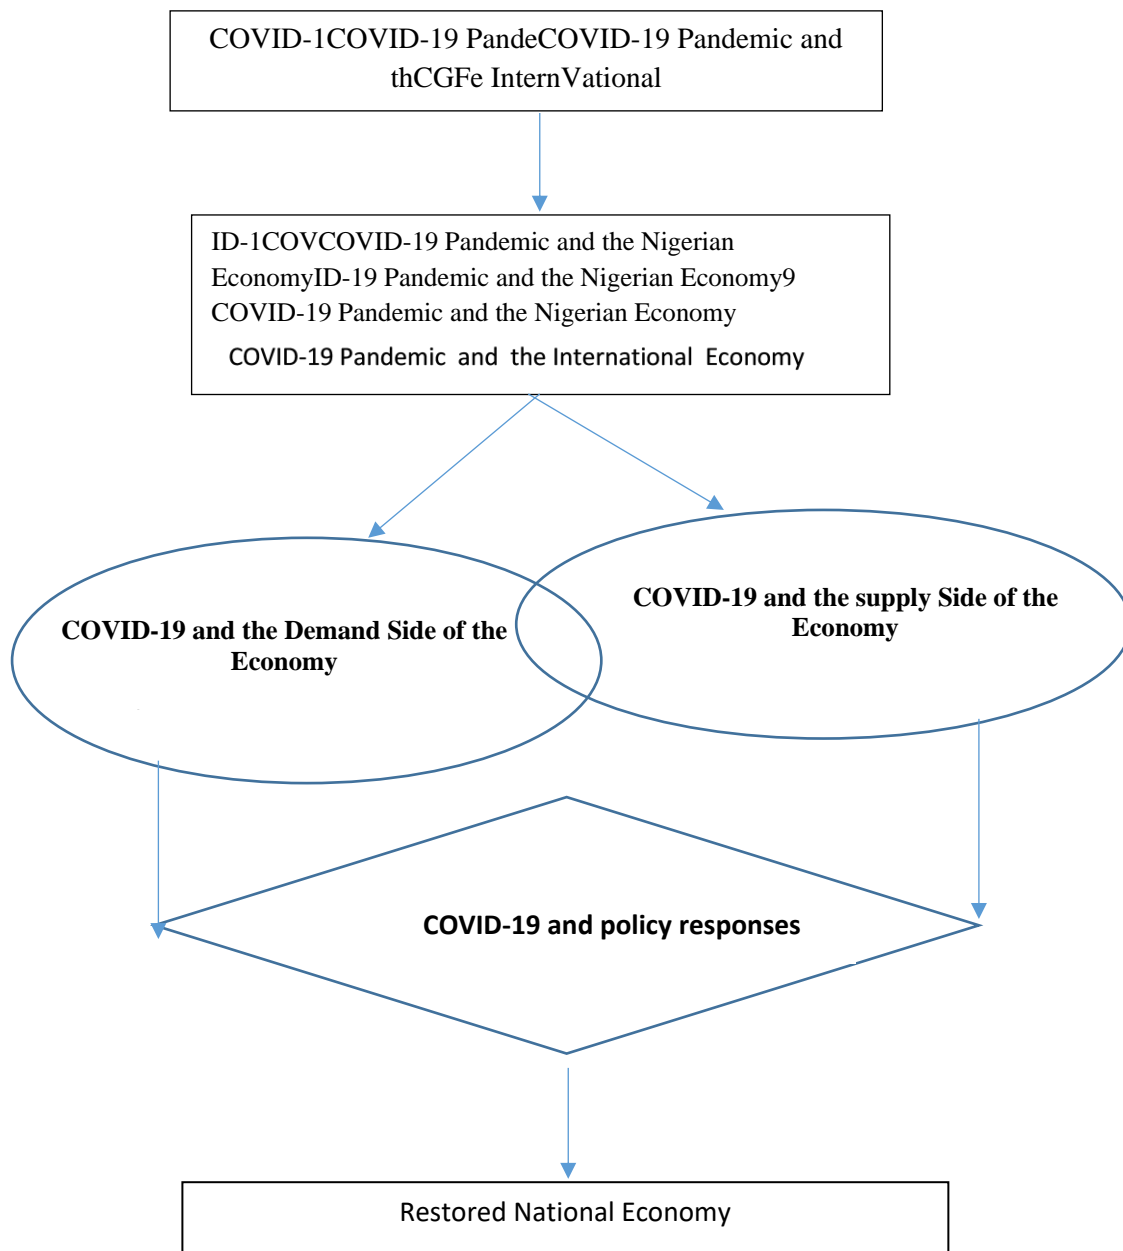 COVID-1COVID-19 PandeCOVID-19 Pandemic and
thCGFe InternVational
ID-1COVCOVID-19 Pandemic and the Nigerian
EconomyID-19 Pandemic and the Nigerian Economy9
COVID-19 Pandemic and the Nigerian Economy
COVID-19 Pandemic and the International Economy
COVID-19 and the Demand Side of the
Economy
COVID-19 and the supply Side of the
Economy
COVID-19 and policy responses
Restored National Economy